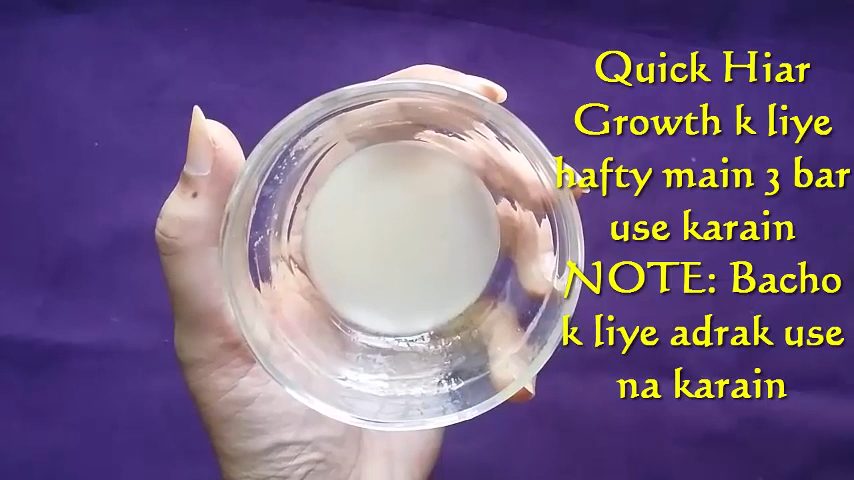 Quick Hiar
Growth k liye
hafty main 3 bar
use karain
NOTE: Bacho
k liye adrak use
na karain